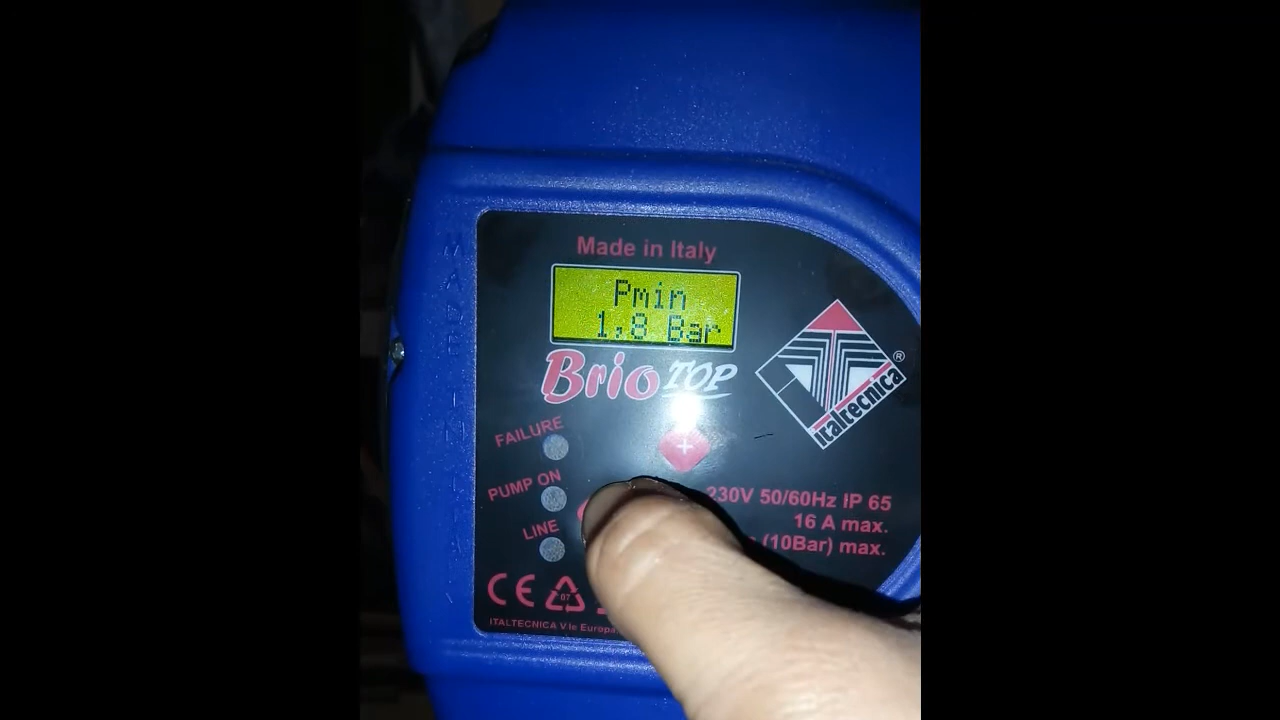 Made in Italy
Pmin
1,8 Bar
Brio TOP
italtecnica ®
FAILURE
+
PUMP ON
230V 50/60Hz IP 65
LINE
16 A max.
(10Bar) max.
CE 07
ITALTECNICA V.le Europa